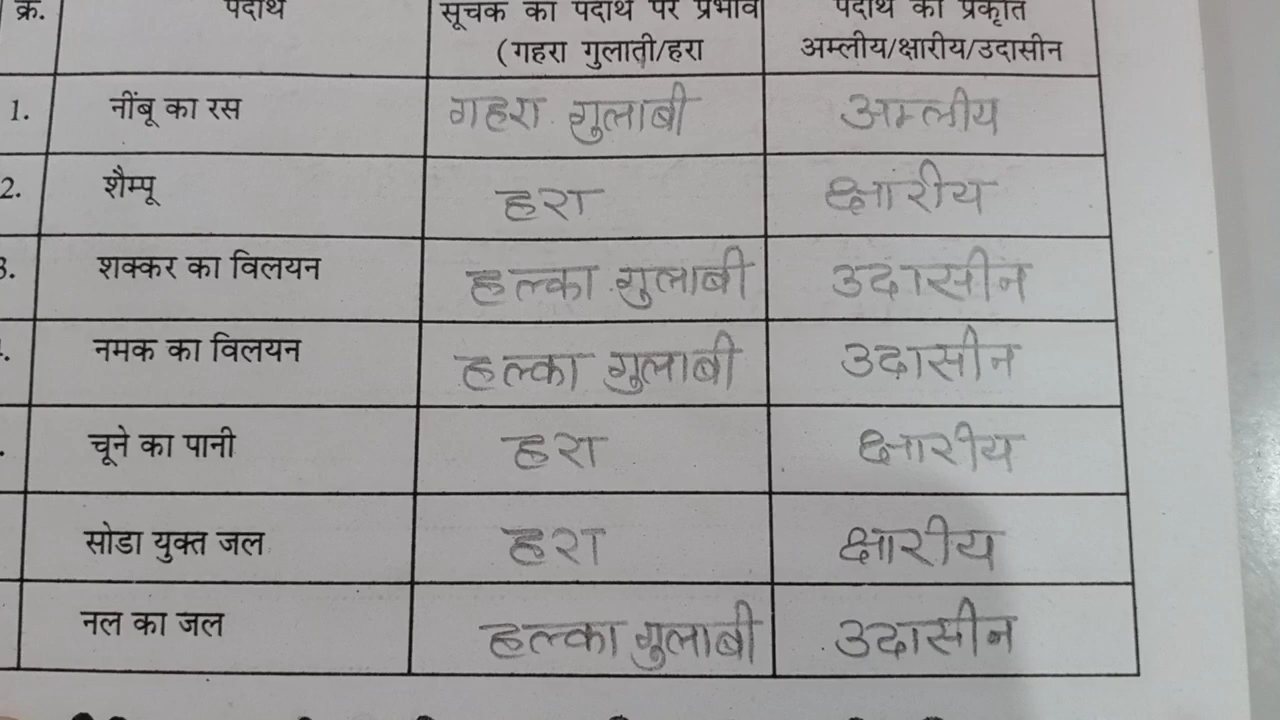 क्र. पदार्थ सूचक का पदार्थ पर प्रभाव पदार्थ की प्रकृति
(गहरा गुलाती/हरा अम्लीय/क्षारीय/उदासीन
1. नींबू का रस गहरा गुलाबी अम्लीय
2. शैम्पू हरा क्षारीय
3. शक्कर का विलयन हल्का गुलाबी उदासीन
नमक का विलयन हल्का गुलाबी उदासीन
चूने का पानी हरा क्षारीय
सोडा युक्त जल हरा क्षारीय
नल का जल हल्का गुलाबी उदासीन